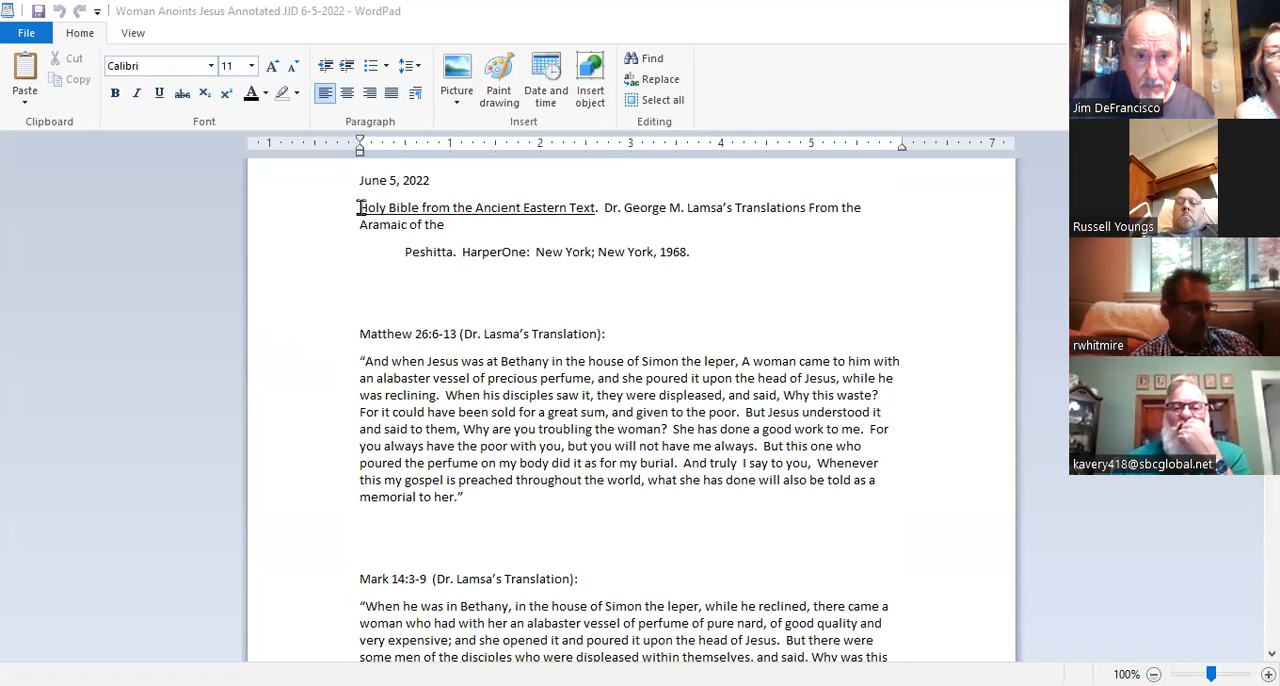 Woman Anoints Jesus Annotated JJD 6-5-2022 - WordPad
File Home View
Paste
Cut
Copy
Clipboard
Calibri 11
B I U abc X₂ X² A
Font
Paragraph
Picture
Paint drawing
Date and time
Insert object
Insert
Find
Replace
Select all
Editing
1 1 2 3 4 5 7
June 5, 2022
Holy Bible from the Ancient Eastern Text. Dr. George M. Lamsa’s Translations From the
Aramaic of the
Peshitta. HarperOne: New York; New York, 1968.
Matthew 26:6-13 (Dr. Lasma’s Translation):
“And when Jesus was at Bethany in the house of Simon the leper, A woman came to him with
an alabaster vessel of precious perfume, and she poured it upon the head of Jesus, while he
was reclining. When his disciples saw it, they were displeased, and said, Why this waste?
For it could have been sold for a great sum, and given to the poor. But Jesus understood it
and said to them, Why are you troubling the woman? She has done a good work to me. For
you always have the poor with you, but you will not have me always. But this one who
poured the perfume on my body did it as for my burial. And truly I say to you, Whenever
this my gospel is preached throughout the world, what she has done will also be told as a
memorial to her.”
Mark 14:3-9 (Dr. Lamsa’s Translation):
“When he was in Bethany, in the house of Simon the leper, while he reclined, there came a
woman who had with her an alabaster vessel of perfume of pure nard, of good quality and
very expensive; and she opened it and poured it upon the head of Jesus. But there were
some men of the disciples who were displeased within themselves, and said, Why was this
100%
Jim DeFrancisco
Russell Youngs
rwhitmire
kavery418@sbcglobal.net